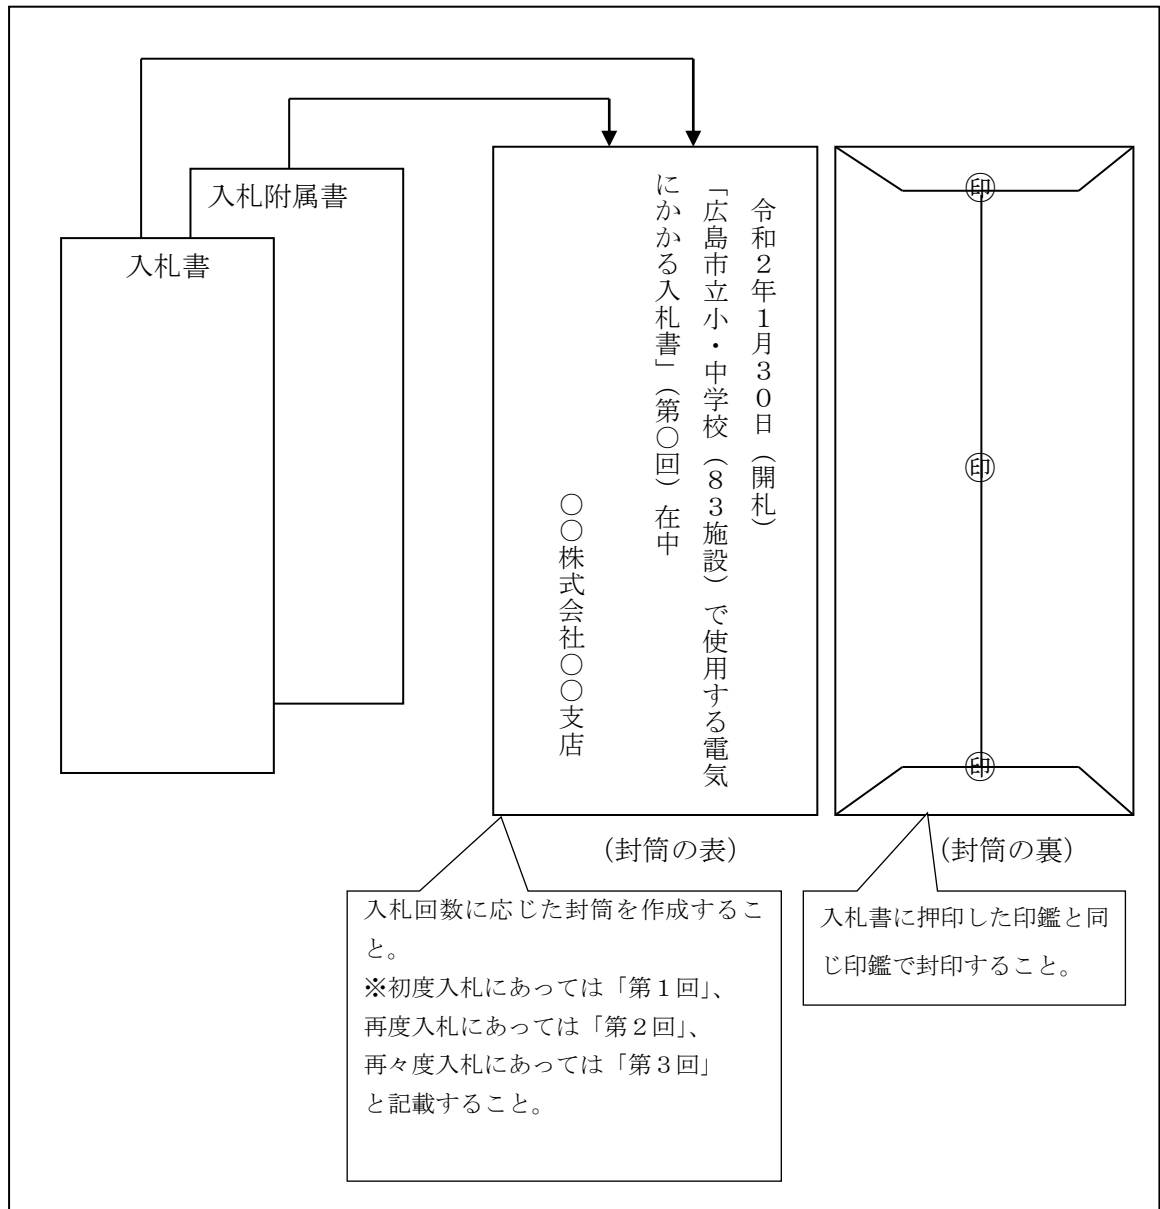 入札附属書
入札書
令和２年１月３０日（開札）
「広島市立小・中学校（８３施設）で使用する電気
にかかる入札書」（第○回）在中
○○株式会社○○支店
㊞
㊞
㊞
（封筒の表）
（封筒の裏）
入札回数に応じた封筒を作成するこ
と。
※初度入札にあっては「第１回」、
再度入札にあっては「第２回」、
再々度入札にあっては「第３回」
と記載すること。
入札書に押印した印鑑と同
じ印鑑で封印すること。